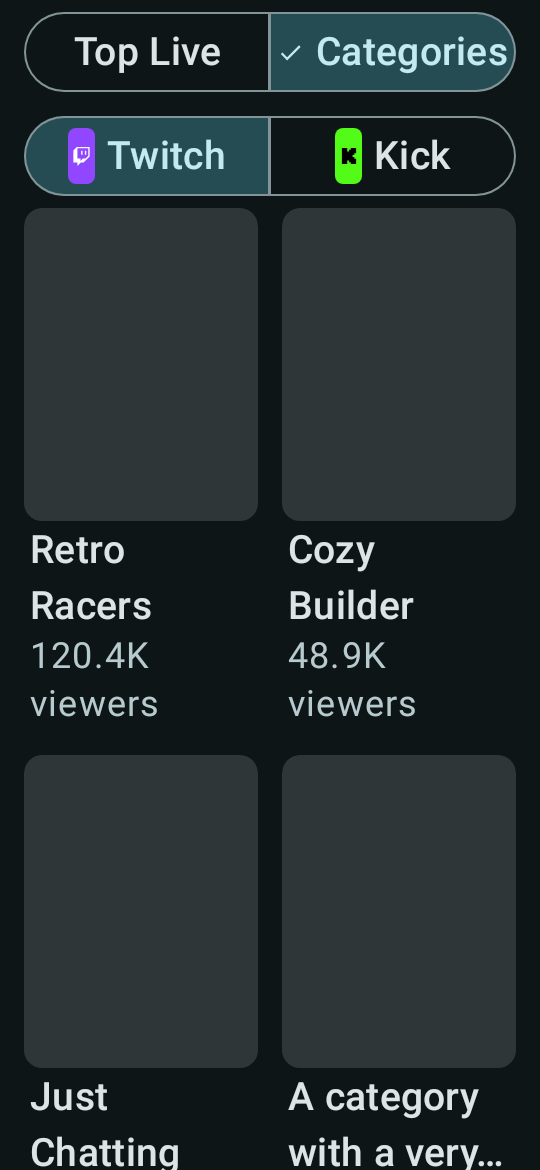 Top Live
Categories
Twitch
Kick
Retro
Racers
120.4K
viewers
Cozy
Builder
48.9K
viewers
Just
Chatting
A category
with a very…